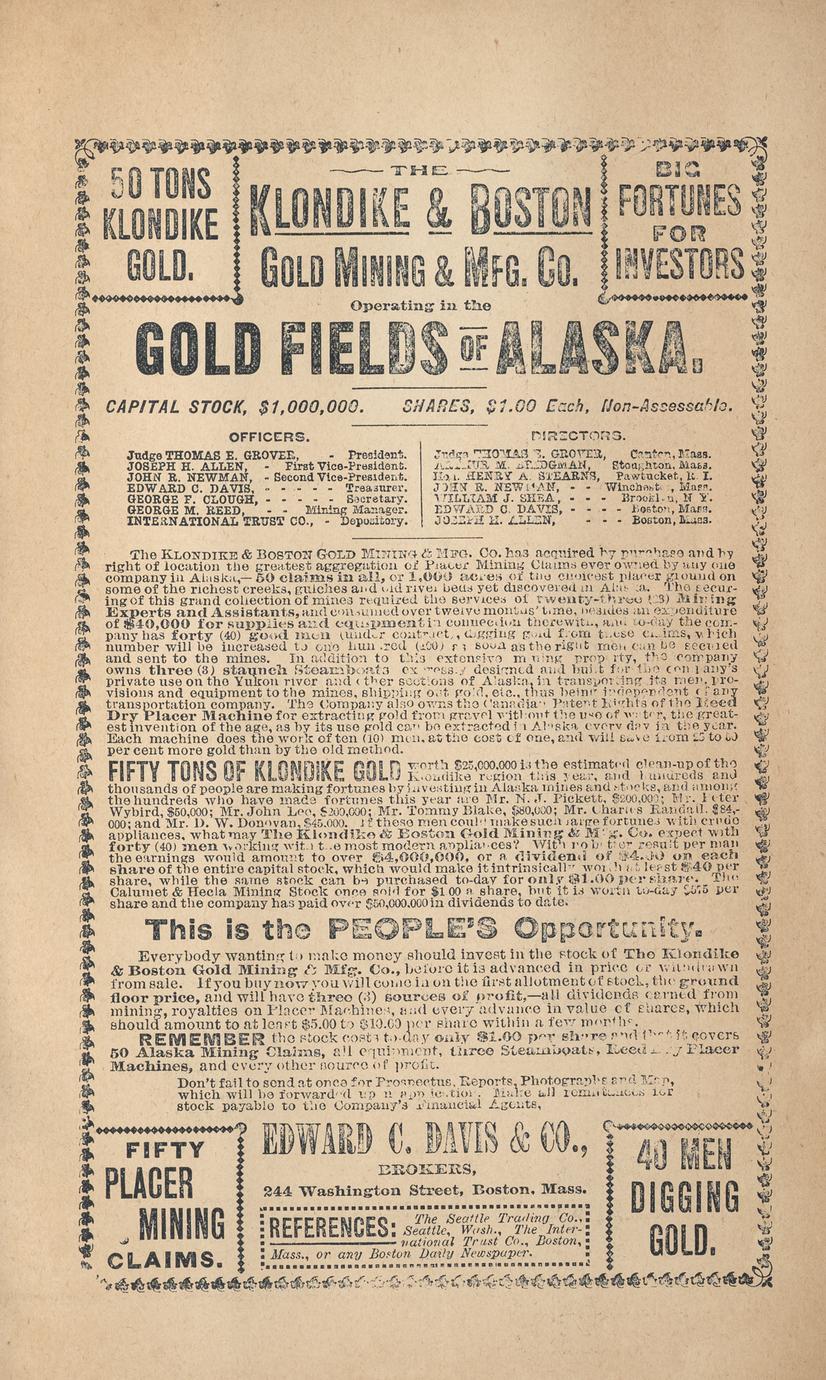 50 TONS
KLONDIKE
GOLD.
THE
KLONDIKE & BOSTON
GOLD MINING & MFG. CO.
BIG
FORTUNES
FOR
INVESTORS
Operating in the
GOLD FIELDS OF ALASKA.
CAPITAL STOCK, $1,000,000. SHARES, $1.00 Each, Non-Assessable.
OFFICERS.
Judge THOMAS E. GROVER, - President.
JOSEPH H. ALLEN, - First Vice-President.
JOHN R. NEWMAN, - Second Vice-President.
EDWARD C. DAVIS, - - - - - Treasurer.
GEORGE F. CLOUGH, - - - - - Secretary.
GEORGE M. REED, - - Mining Manager.
INTERNATIONAL TRUST CO., - Depository.
DIRECTORS.
Judge THOMAS E. GROVER, Canton, Mass.
M. BRIDGMAN, Stoughton, Mass.
Hon. HENRY A. STEARNS, Pawtucket, R. I.
JOHN R. NEWMAN, - - Winchester, Mass.
WILLIAM J. SHEA, - - - Brooklyn, N. Y.
EDWARD C. DAVIS, - - - - Boston, Mass.
JOSEPH H. ALLEN, - - - Boston, Mass.
The KLONDIKE & BOSTON GOLD MINING & MFG. Co. has acquired by purchase and by
right of location the greatest aggregation of Placer Mining Claims ever owned by any one
company in Alaska,— 50 claims in all, or 1,000 acres of the choicest placer ground on
some of the richest creeks, gulches and old river beds yet discovered in Alaska. The secur-
ing of this grand collection of mines required the services of twenty-three (23) Mining
Experts and Assistants, and consumed over twelve months' time, besides an expenditure
of $40,000 for supplies and equipment in connection therewith, and to-day the com-
pany has forty (40) good men (under contract), digging gold from these claims, which
number will be increased to one hundred (100) as soon as the right men can be secured
and sent to the mines. In addition to this extensive mining property, the company
owns three (3) staunch Steamboats expressly designed and built for the company's
private use on the Yukon river and other sections of Alaska, in transporting its men, pro-
visions and equipment to the mines, shipping out gold, etc., thus being independent of any
transportation company. The Company also owns the Canadian Patent Rights of the Reed
Dry Placer Machine for extracting gold from gravel without the use of water, the great-
est invention of the age, as by its use gold can be extracted in Alaska every day in the year.
Each machine does the work of ten (10) men, at the cost of one, and will save from 25 to 50
per cent more gold than by the old method.
FIFTY TONS OF KLONDIKE GOLD worth $25,000,000 is the estimated clean-up of the
Klondike region this year, and hundreds and
thousands of people are making fortunes by investing in Alaska mines and stocks, and among
the hundreds who have made fortunes this year are Mr. N. J. Pickett, $200,000; Mr. Peter
Wybird, $50,000; Mr. John Lee, $200,000; Mr. Tommy Blake, $80,000; Mr. Charles Randall, $34,-
000; and Mr. D. W. Donovan, $45,000. If these men could make such large fortunes with crude
appliances, what may The Klondike & Boston Gold Mining & Mfg. Co. expect with
forty (40) men working with the most modern appliances? With no better result per man
the earnings would amount to over $4,000,000, or a dividend of $4.00 on each
share of the entire capital stock, which would make it intrinsically worth at least $40 per
share, while the same stock can be purchased to-day for only $1.00 per share. The
Calumet & Hecla Mining Stock once sold for $1.00 a share, but it is worth to-day $575 per
share and the company has paid over $50,000,000 in dividends to date.
This is the PEOPLE'S Opportunity.
Everybody wanting to make money should invest in the stock of The Klondike
& Boston Gold Mining & Mfg. Co., before it is advanced in price or withdrawn
from sale. If you buy now you will come in on the first allotment of stock, the ground
floor price, and will have three (3) sources of profit,—all dividends earned from
mining, royalties on Placer Machines, and every advance in value of shares, which
should amount to at least $5.00 to $10.00 per share within a few months.
REMEMBER the stock costs to-day only $1.00 per share and that it covers
50 Alaska Mining Claims, all equipment, three Steamboats, Reed Dry Placer
Machines, and every other source of profit.
Don't fail to send at once for Prospectus, Reports, Photographs and Map,
which will be forwarded upon application. Make all remittances for
stock payable to the Company's Financial Agents,
FIFTY
PLACER
MINING
CLAIMS.
EDWARD C. DAVIS & CO.,
BROKERS,
244 Washington Street, Boston, Mass.
REFERENCES: The Seattle Trading Co.,
Seattle, Wash., The Inter-
national Trust Co., Boston,
Mass., or any Boston Daily Newspaper.
40 MEN
DIGGING
GOLD.